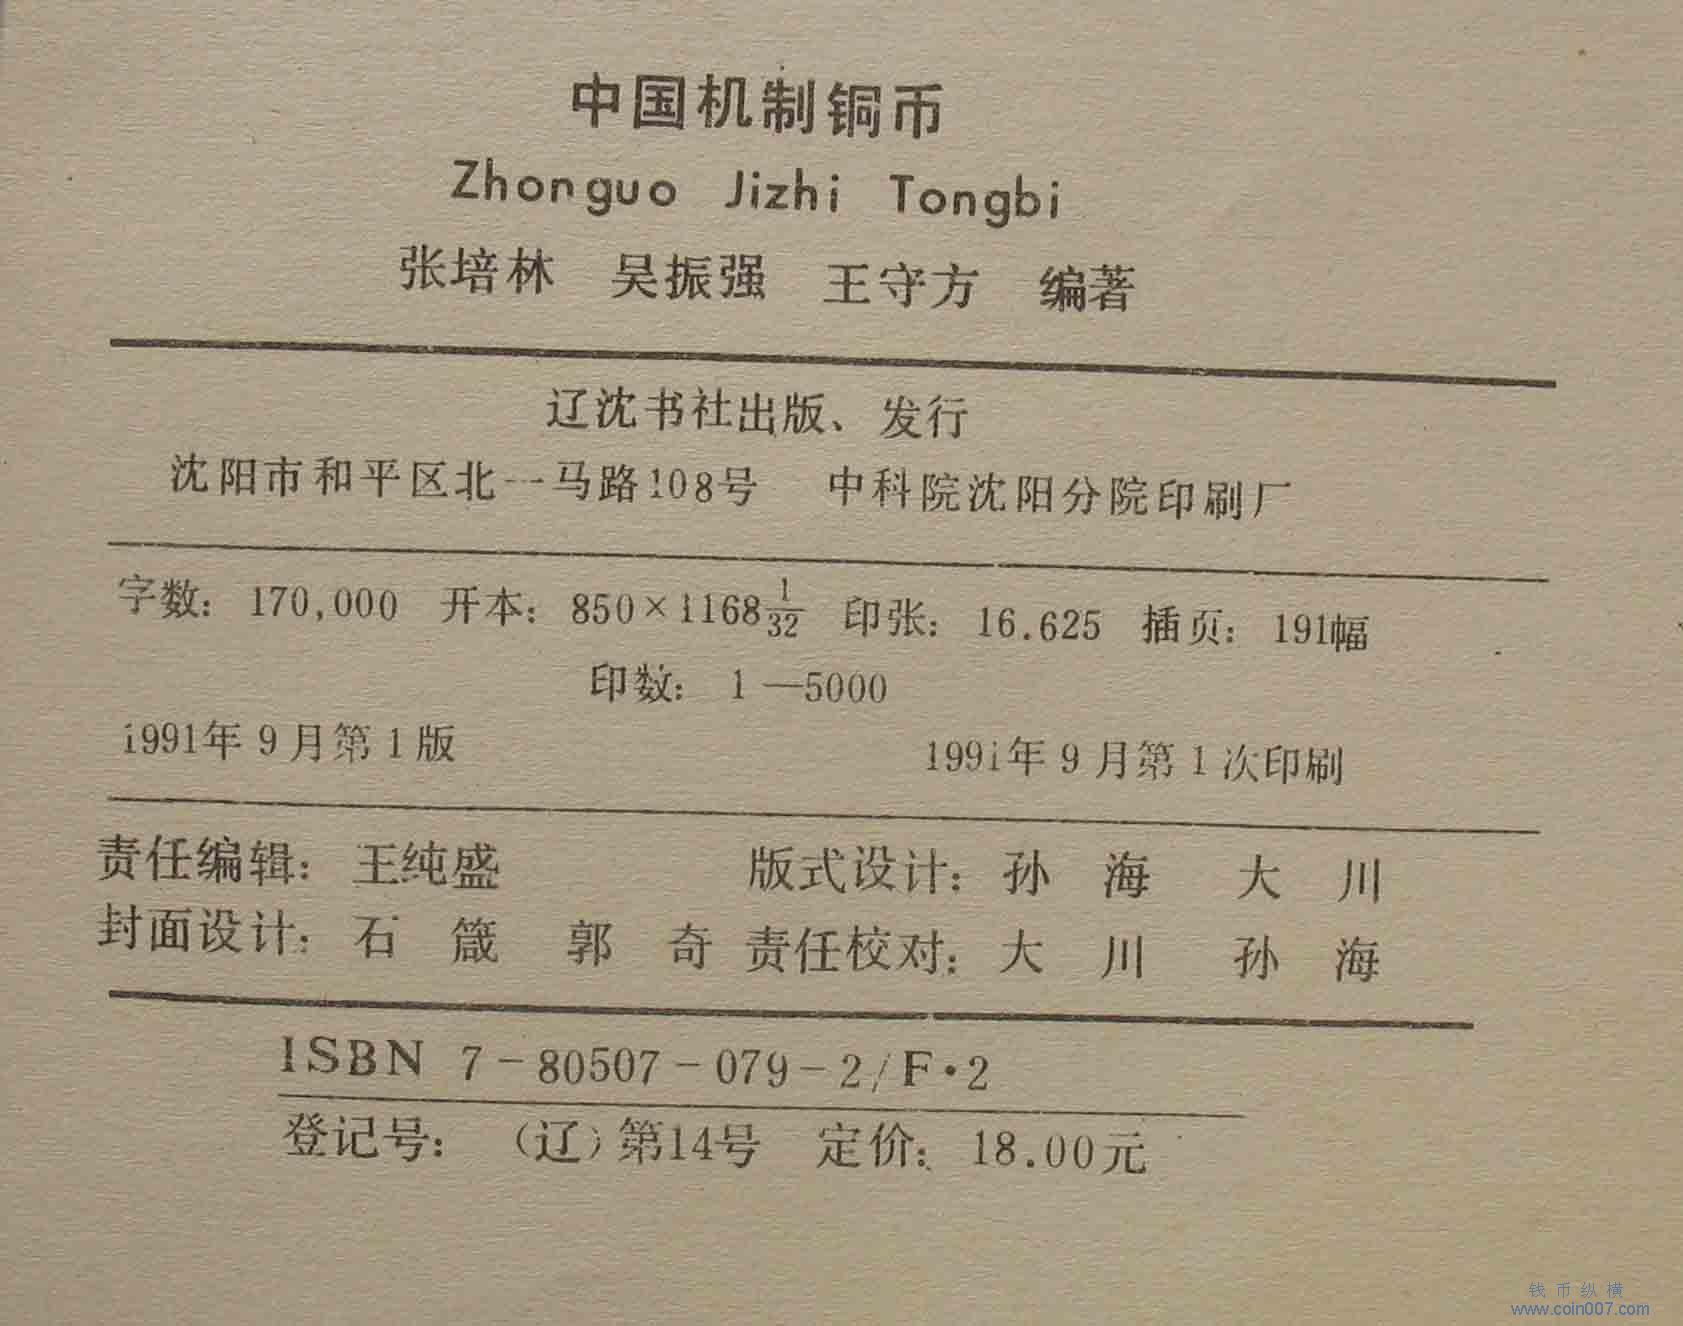 中国机制铜币
Zhonguo Jizhi Tongbi
张培林 吴振强 王守方 编著
辽沈书社出版、发行
沈阳市和平区北一马路108号 中科院沈阳分院印刷厂
字数：170,000 开本：850×1168 1/32 印张：16.625 插页：191幅
印数：1—5000
1991年9月第1版 1991年9月第1次印刷
责任编辑：王纯盛 版式设计：孙 海 大 川
封面设计：石 箴 郭 奇 责任校对：大 川 孙 海
ISBN 7-80507-079-2/F·2
登记号：（辽）第14号 定价：18.00元
钱币纵横
www.coin007.com